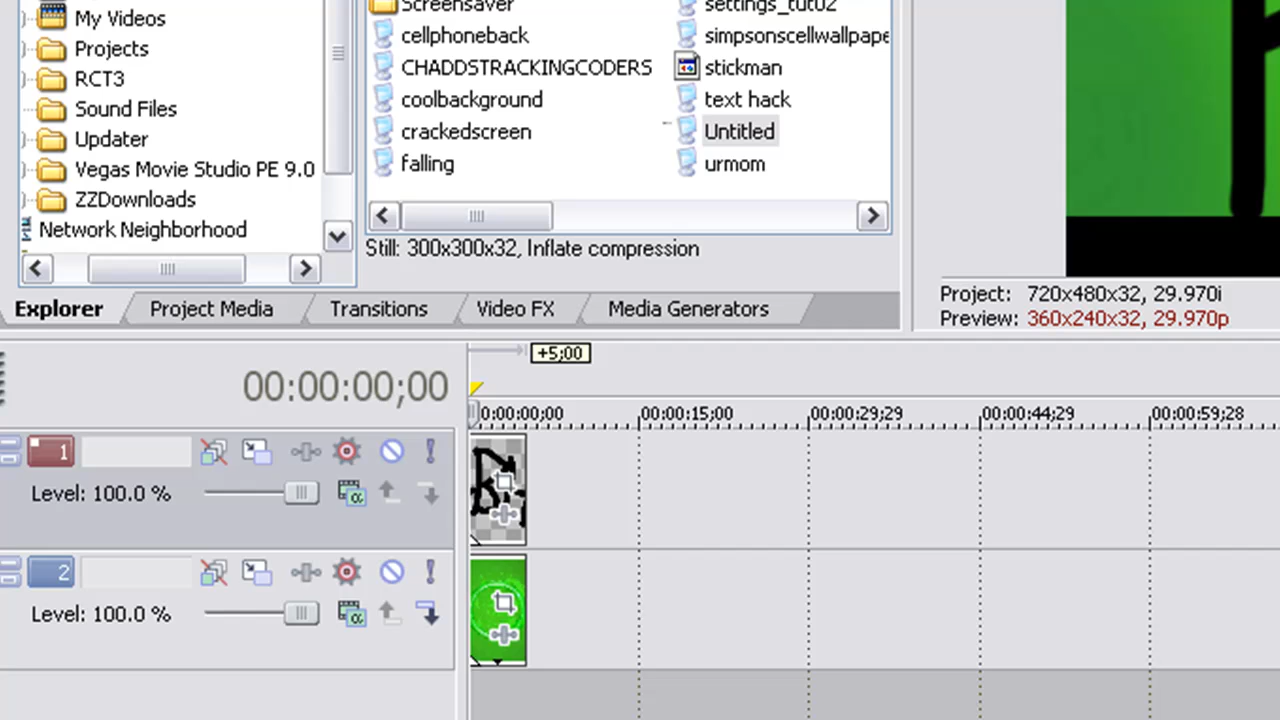 My Videos
Projects
RCT3
Sound Files
Updater
Vegas Movie Studio PE 9.0
ZZDownloads
Network Neighborhood
Screensaver
cellphoneback
CHADDSTRACKINGCODERS
coolbackground
crackedscreen
falling
settings_tut02
simpsonscellwallpape
stickman
text hack
Untitled
urmom
Still: 300x300x32, Inflate compression
Explorer
Project Media
Transitions
Video FX
Media Generators
Project: 720x480x32, 29.970i
Preview: 360x240x32, 29.970p
+5;00
00:00:00;00
0:00:00;00
00:00:15;00
00:00:29;29
00:00:44;29
00:00:59;28
1
Level: 100.0 %
2
Level: 100.0 %